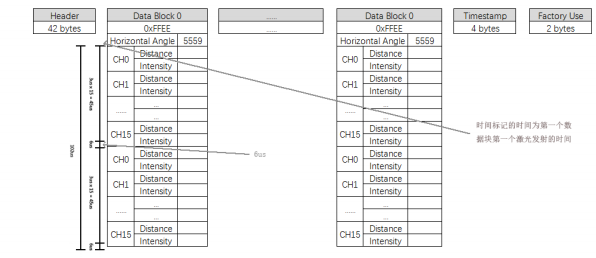 Header
Data Block 0
......
Data Block 0
Timestamp
Factory Use
42 bytes
0xFFEE
0xFFEE
4 bytes
2 bytes
Horizontal Angle 5559
Horizontal Angle 5559
CH0
Distance
Intensity
CH0
Distance
Intensity
CH1
Distance
Intensity
CH1
Distance
Intensity
......
...
...
......
...
...
CH15
Distance
Intensity
CH15
Distance
Intensity
CH0
Distance
Intensity
CH0
Distance
Intensity
CH1
Distance
Intensity
CH1
Distance
Intensity
......
...
...
......
...
...
CH15
Distance
Intensity
CH15
Distance
Intensity
6us
时间标记的时间为第一个数
据块第一个激光发射的时间